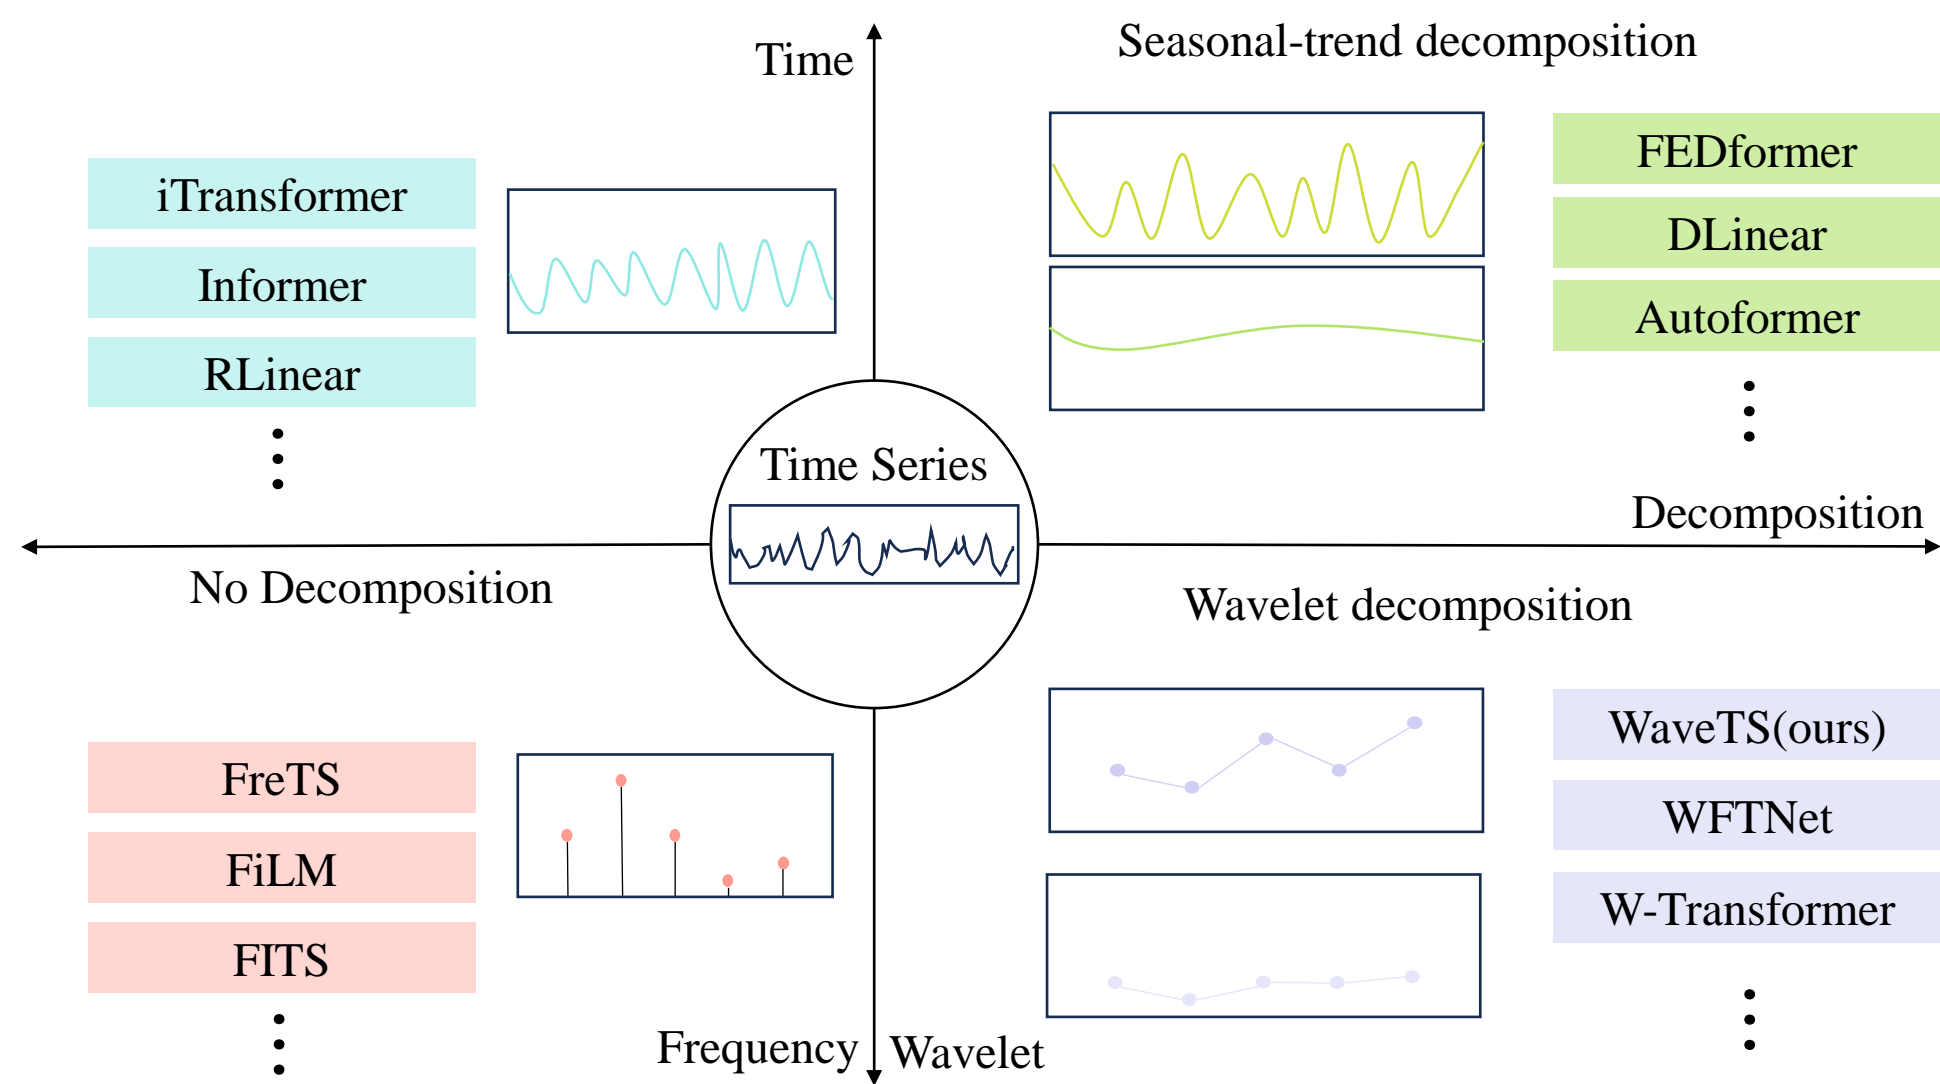 Time
Seasonal-trend decomposition
iTransformer
Informer
RLinear
FEDformer
DLinear
Autoformer
Time Series
Decomposition
No Decomposition
Wavelet decomposition
FreTS
FiLM
FITS
WaveTS(ours)
WFTNet
W-Transformer
Frequency
Wavelet